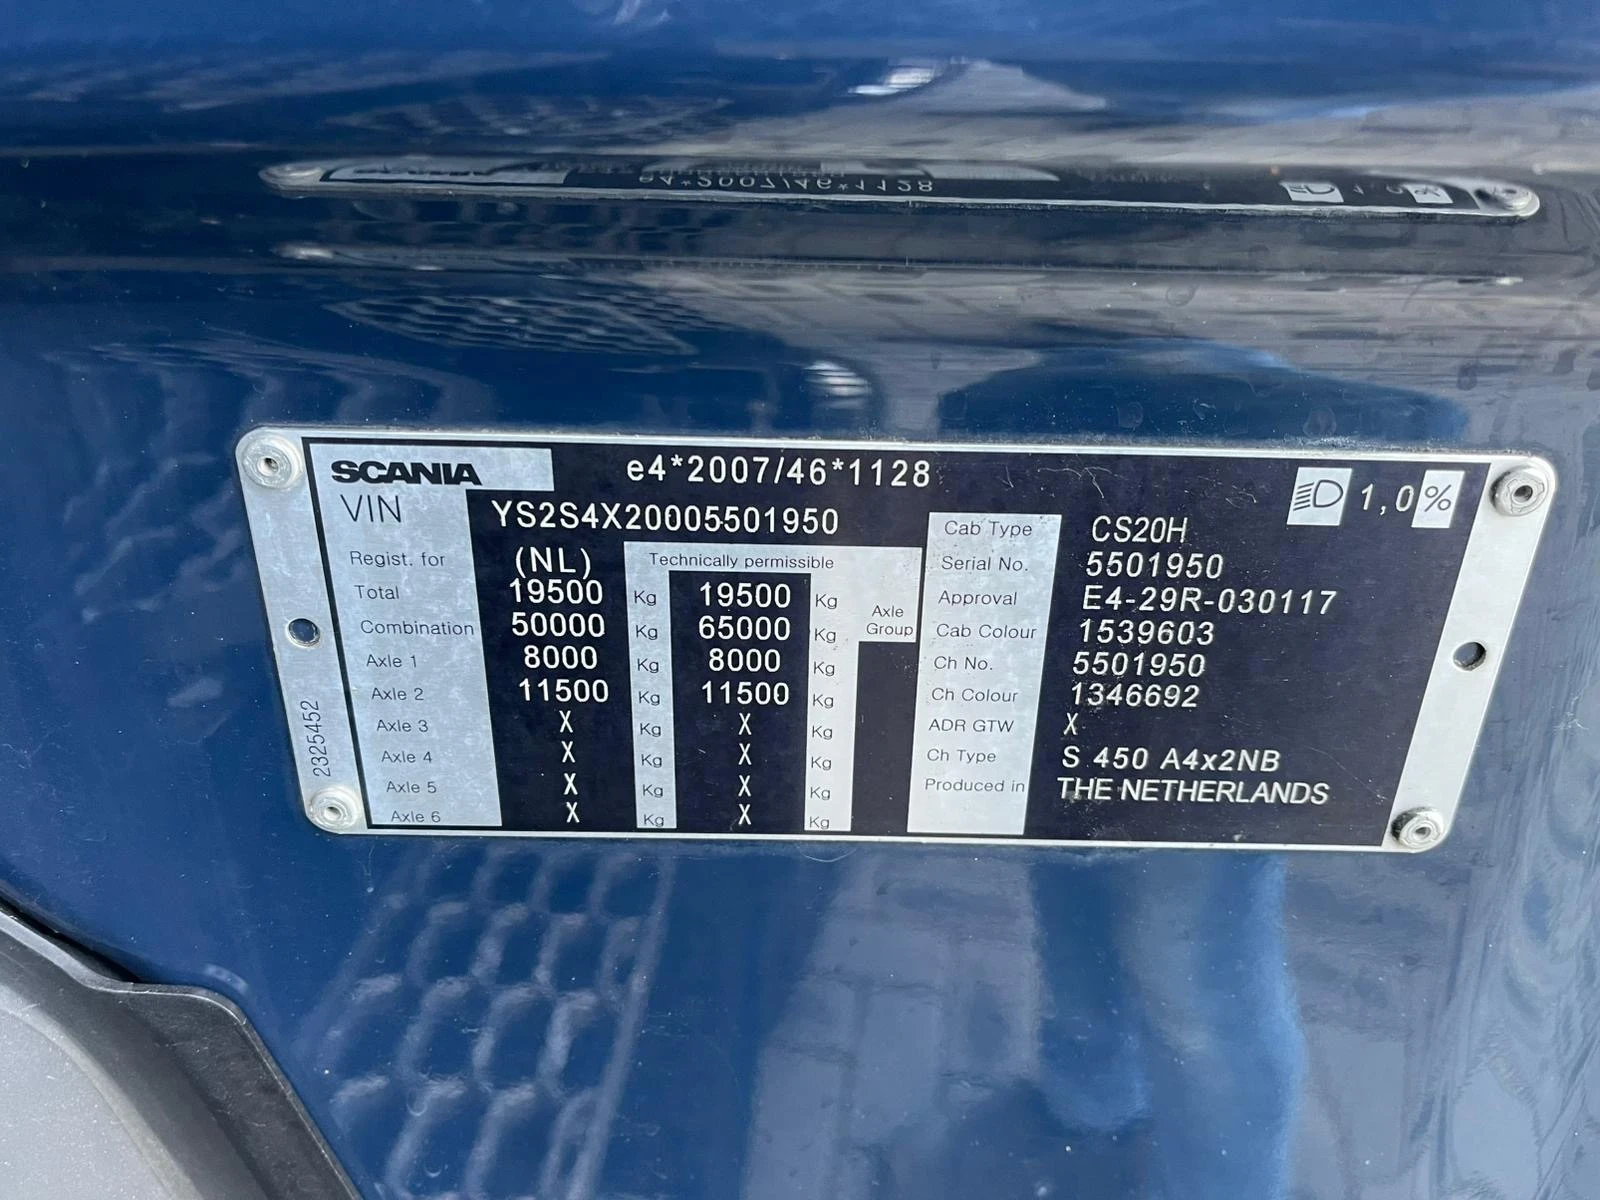 e4*2007/46*1128
SCANIA e4*2007/46*1128 1,0%
VIN YS2S4X20005501950
Regist. for (NL) Technically permissible
Total 19500 Kg 19500 Kg
Combination 50000 Kg 65000 Kg Axle Group
Axle 1 8000 Kg 8000 Kg
Axle 2 11500 Kg 11500 Kg
Axle 3 X Kg X Kg
Axle 4 X Kg X Kg
Axle 5 X Kg X Kg
Axle 6 X Kg X Kg
Cab Type CS20H
Serial No. 5501950
Approval E4-29R-030117
Cab Colour 1539603
Ch No. 5501950
Ch Colour 1346692
ADR GTW X
Ch Type S 450 A4x2NB
Produced in THE NETHERLANDS
2325452